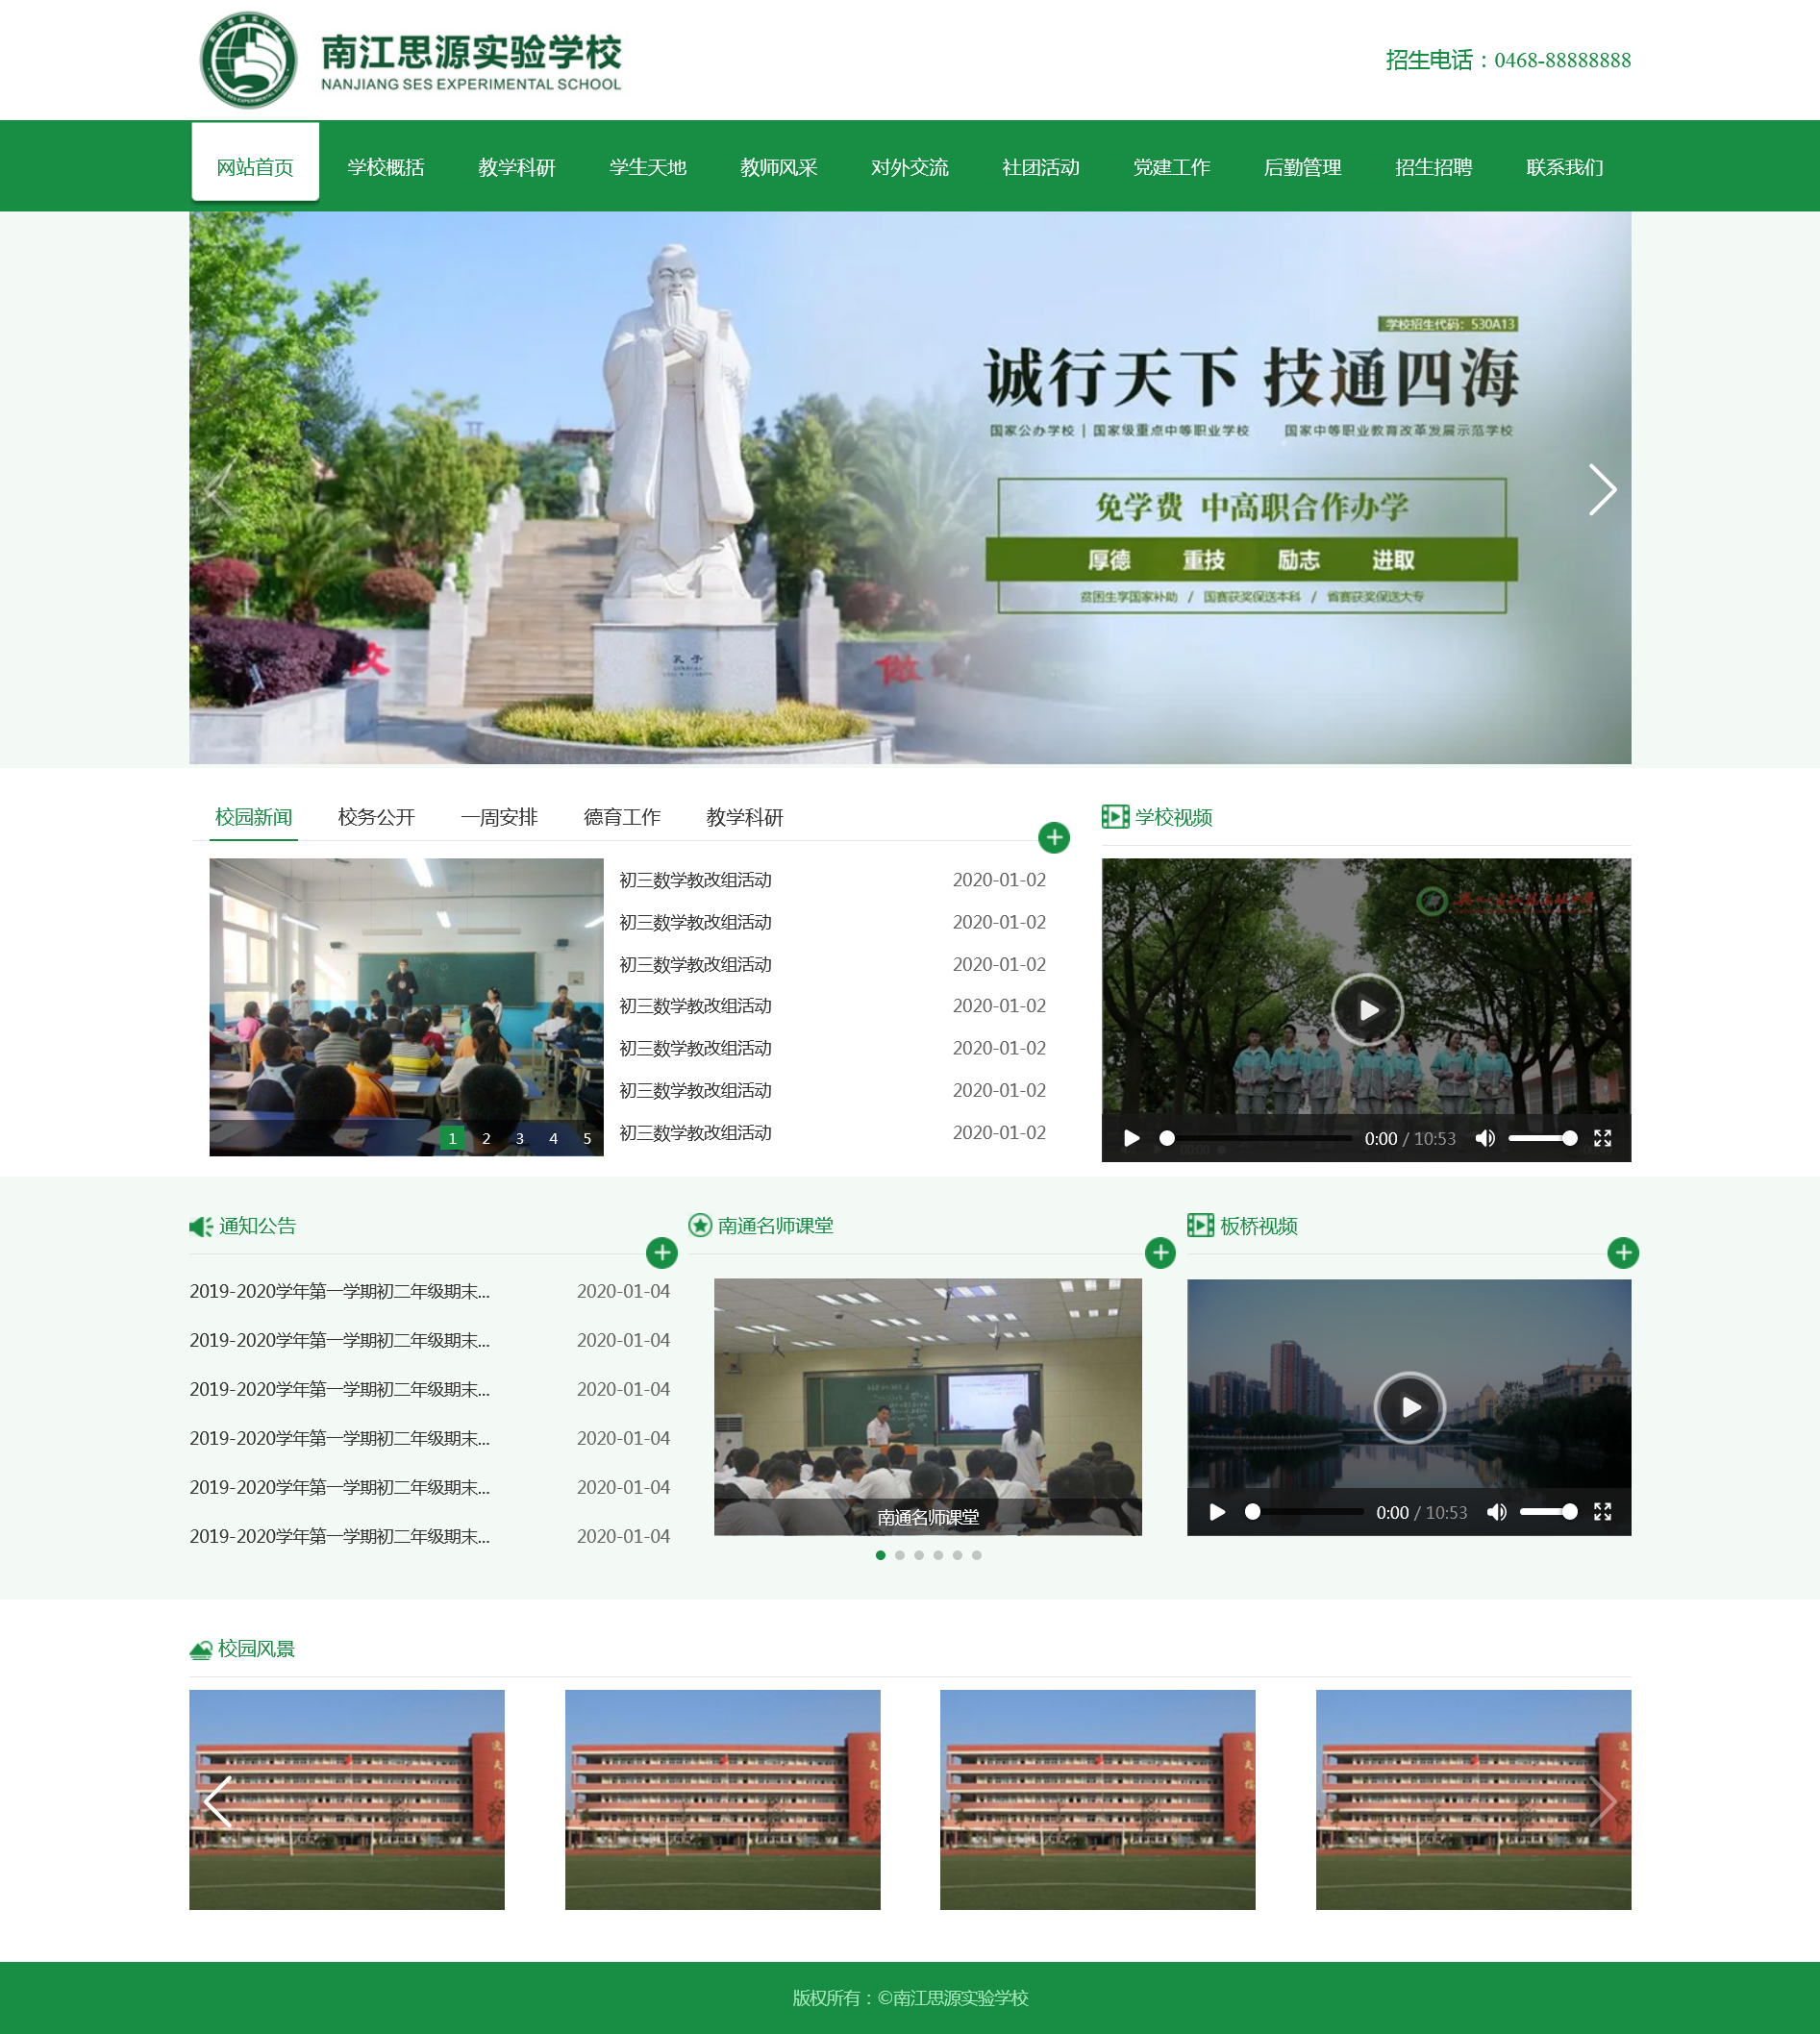 南江思源实验学校
NANJIANG SES EXPERIMENTAL SCHOOL
招生电话：0468-88888888
网站首页 学校概括 教学科研 学生天地 教师风采 对外交流 社团活动 党建工作 后勤管理 招生招聘 联系我们
学校招生代码：530A13
诚行天下 技通四海
国家公办学校 | 国家级重点中等职业学校 国家中等职业教育改革发展示范学校
免学费 中高职合作办学
厚德 重技 励志 进取
贫困生享国家补助 / 国赛获奖保送本科 / 省赛获奖保送大专
孔子
校园新闻 校务公开 一周安排 德育工作 教学科研
初三数学教改组活动 2020-01-02
初三数学教改组活动 2020-01-02
初三数学教改组活动 2020-01-02
初三数学教改组活动 2020-01-02
初三数学教改组活动 2020-01-02
初三数学教改组活动 2020-01-02
初三数学教改组活动 2020-01-02
1 2 3 4 5
学校视频
0:00 / 10:53
通知公告
2019-2020学年第一学期初二年级期末... 2020-01-04
2019-2020学年第一学期初二年级期末... 2020-01-04
2019-2020学年第一学期初二年级期末... 2020-01-04
2019-2020学年第一学期初二年级期末... 2020-01-04
2019-2020学年第一学期初二年级期末... 2020-01-04
2019-2020学年第一学期初二年级期末... 2020-01-04
南通名师课堂
南通名师课堂
板桥视频
0:00 / 10:53
校园风景
版权所有：©南江思源实验学校